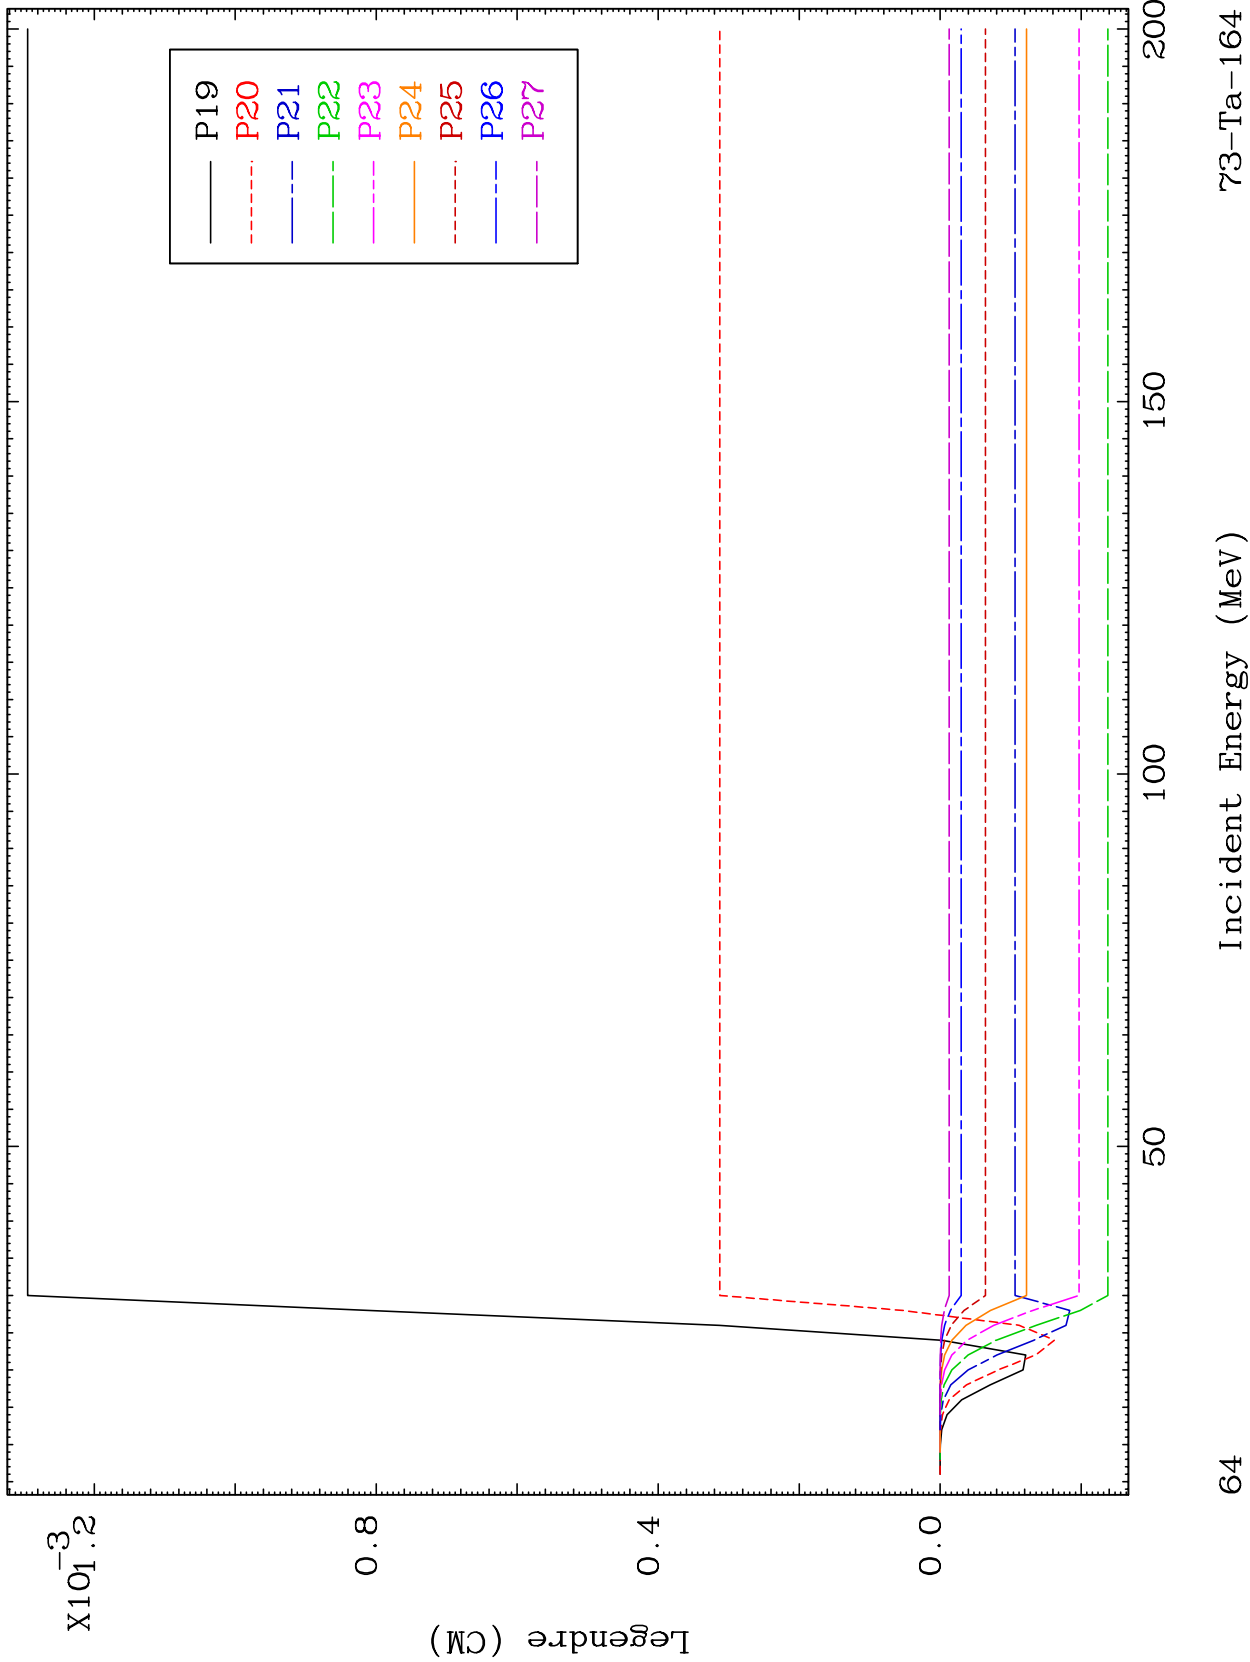 X10-3
1.2
0.8
0.4
0.0
Legendre (CM)
P19
P20
P21
P22
P23
P24
P25
P26
P27
50
100
150
200
64
Incident Energy (MeV)
73-Ta-164